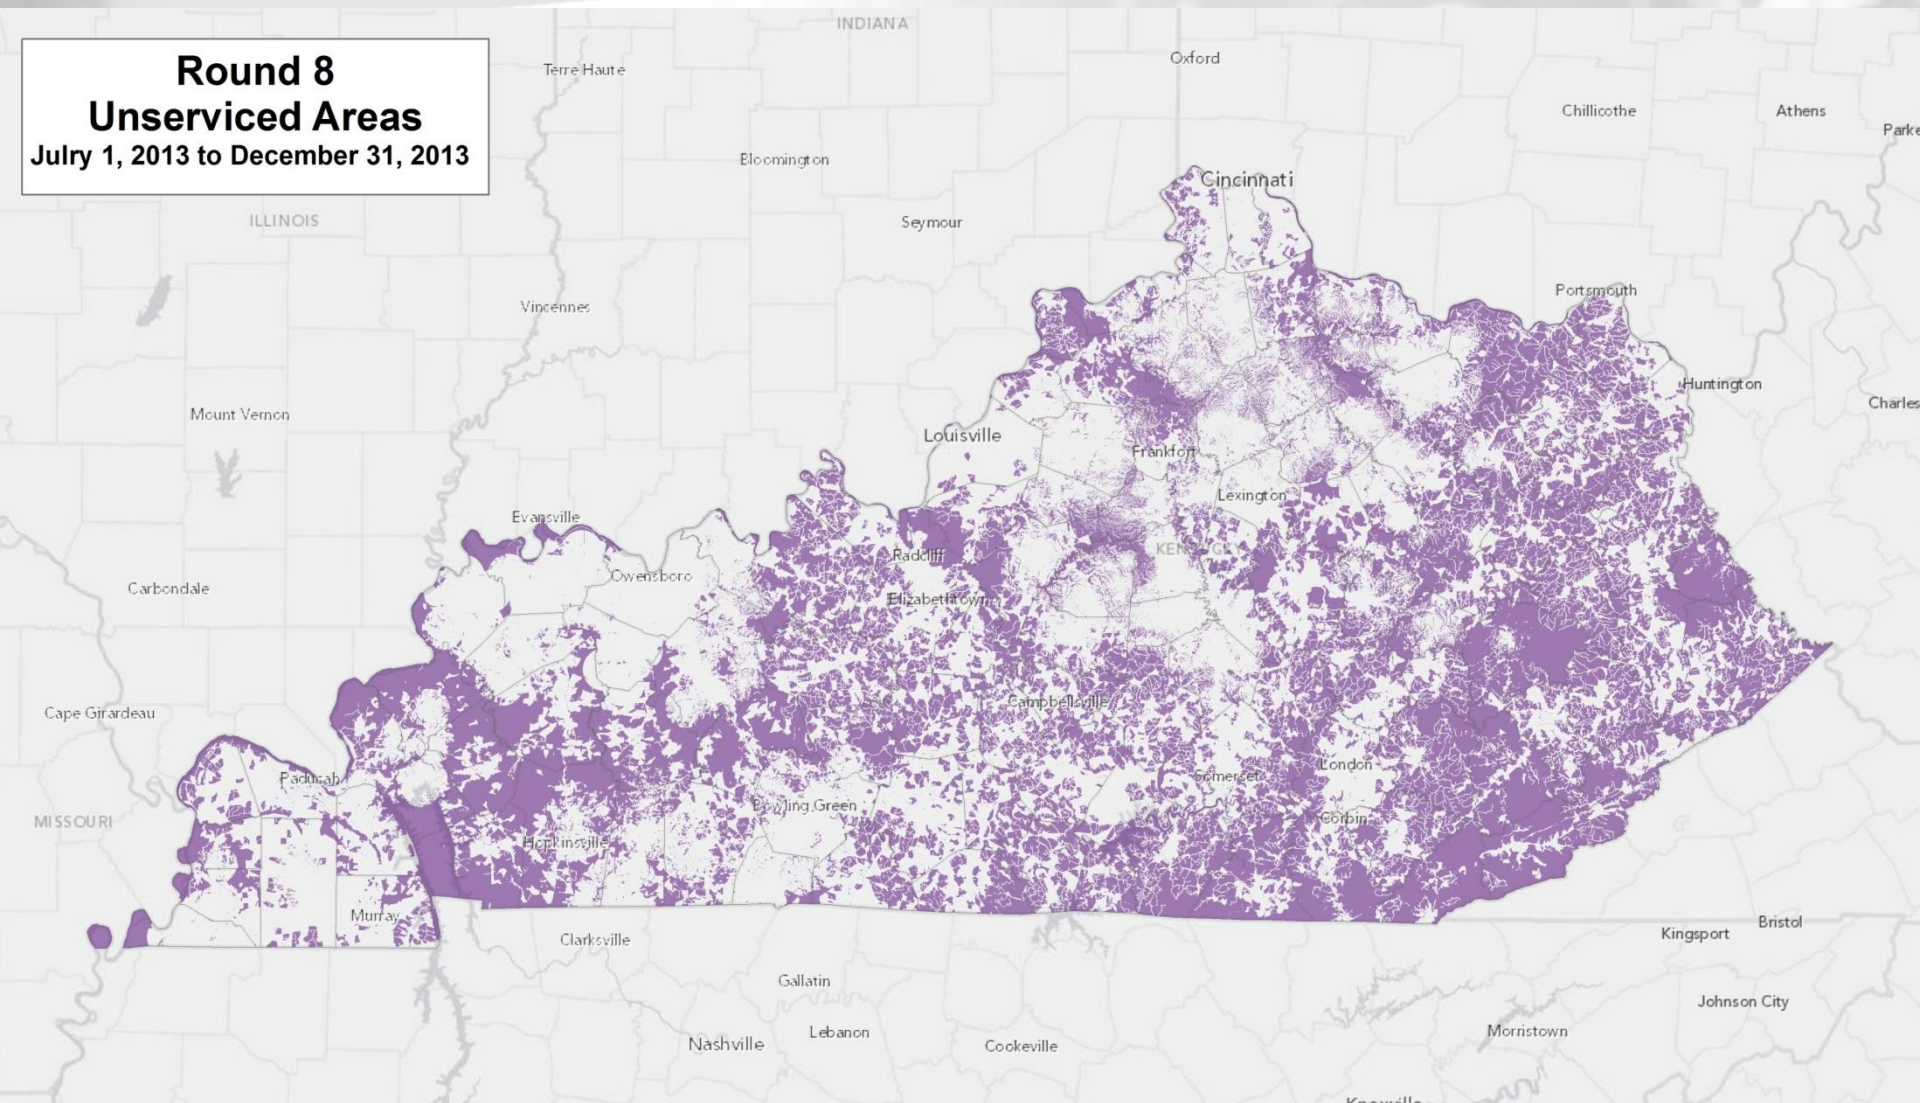 Round 8
Unserviced Areas
Julry 1, 2013 to December 31, 2013
INDIANA
Oxford
Terre Haute
Chillicothe
Athens
Bloomington
Cincinnati
ILLINOIS
Seymour
Portsmouth
Vincennes
Huntington
Mount Vernon
Louisville
Frankfort
Lexington
Evansville
KENTUCKY
Radcliff
Owensboro
Carbondale
Elizabethtown
Campbellsville
Cape Girardeau
London
Somerset
Paducah
Bowling Green
MISSOURI
Corbin
Hopkinsville
Murray
Bristol
Kingsport
Clarksville
Gallatin
Johnson City
Lebanon
Morristown
Nashville
Cookeville